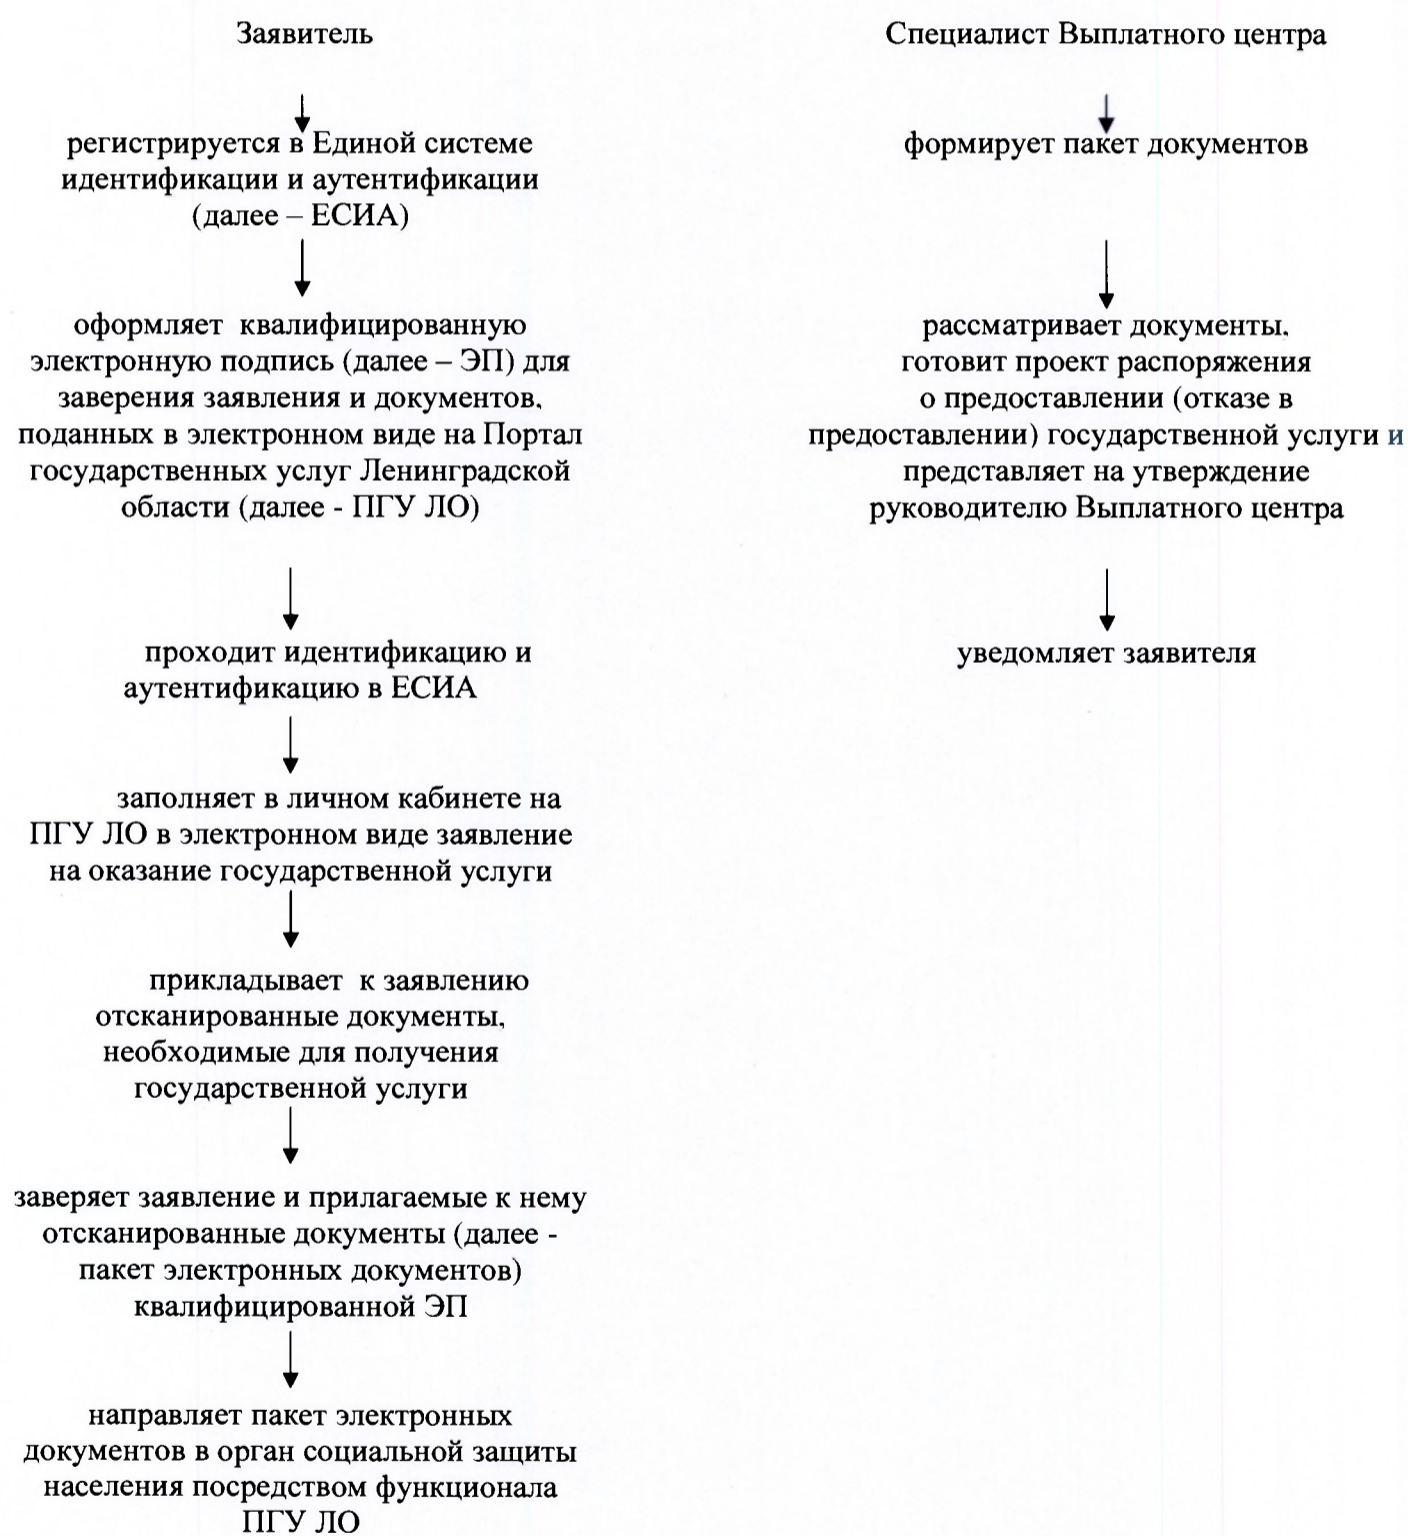 Заявитель
регистрируется в Единой системе
идентификации и аутентификации
(далее – ЕСИА)
оформляет квалифицированную
электронную подпись (далее – ЭП) для
заверения заявления и документов,
поданных в электронном виде на Портал
государственных услуг Ленинградской
области (далее - ПГУ ЛО)
проходит идентификацию и
аутентификацию в ЕСИА
заполняет в личном кабинете на
ПГУ ЛО в электронном виде заявление
на оказание государственной услуги
прикладывает к заявлению
отсканированные документы,
необходимые для получения
государственной услуги
заверяет заявление и прилагаемые к нему
отсканированные документы (далее -
пакет электронных документов)
квалифицированной ЭП
направляет пакет электронных
документов в орган социальной защиты
населения посредством функционала
ПГУ ЛО
Специалист Выплатного центра
формирует пакет документов
рассматривает документы,
готовит проект распоряжения
о предоставлении (отказе в
предоставлении) государственной услуги и
представляет на утверждение
руководителю Выплатного центра
уведомляет заявителя